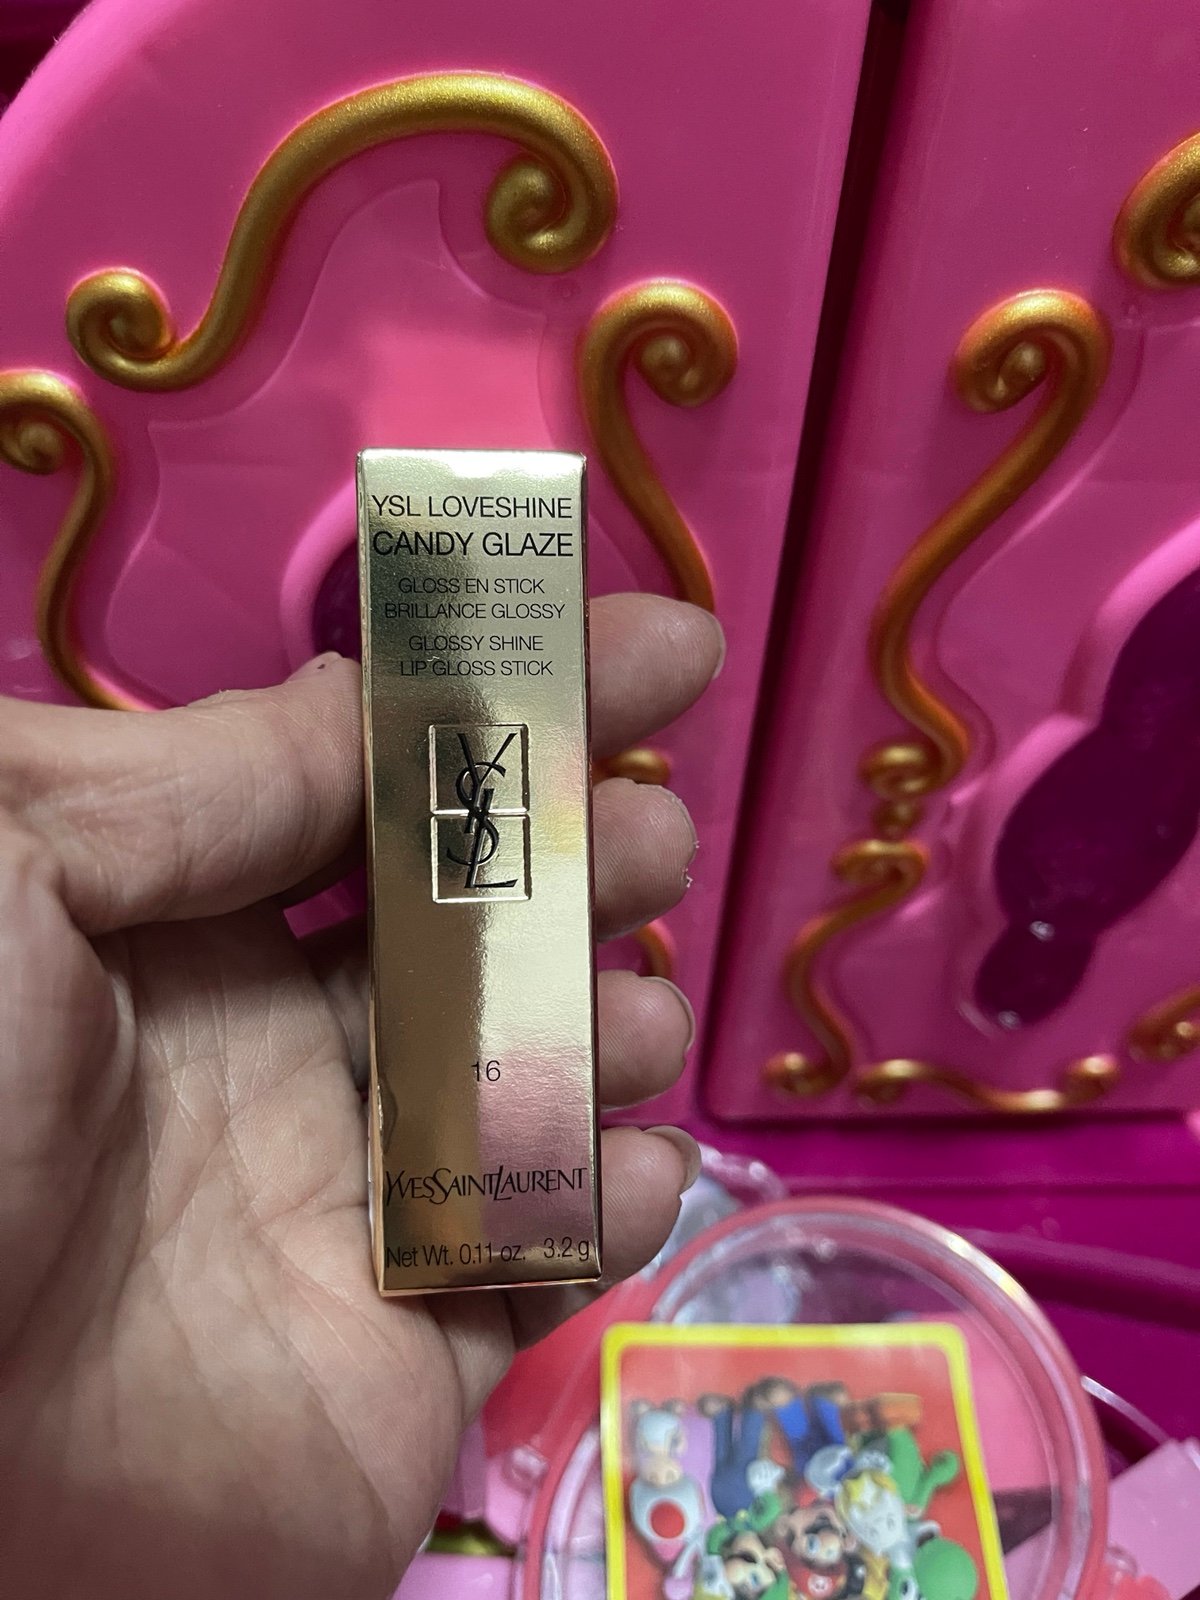 YSL LOVESHINE
CANDY GLAZE
GLOSS EN STICK
BRILLANCE GLOSSY
GLOSSY SHINE
LIP GLOSS STICK
YSL
16
YVESSAINTLAURENT
Net Wt. 0.11 oz. 3.2 g